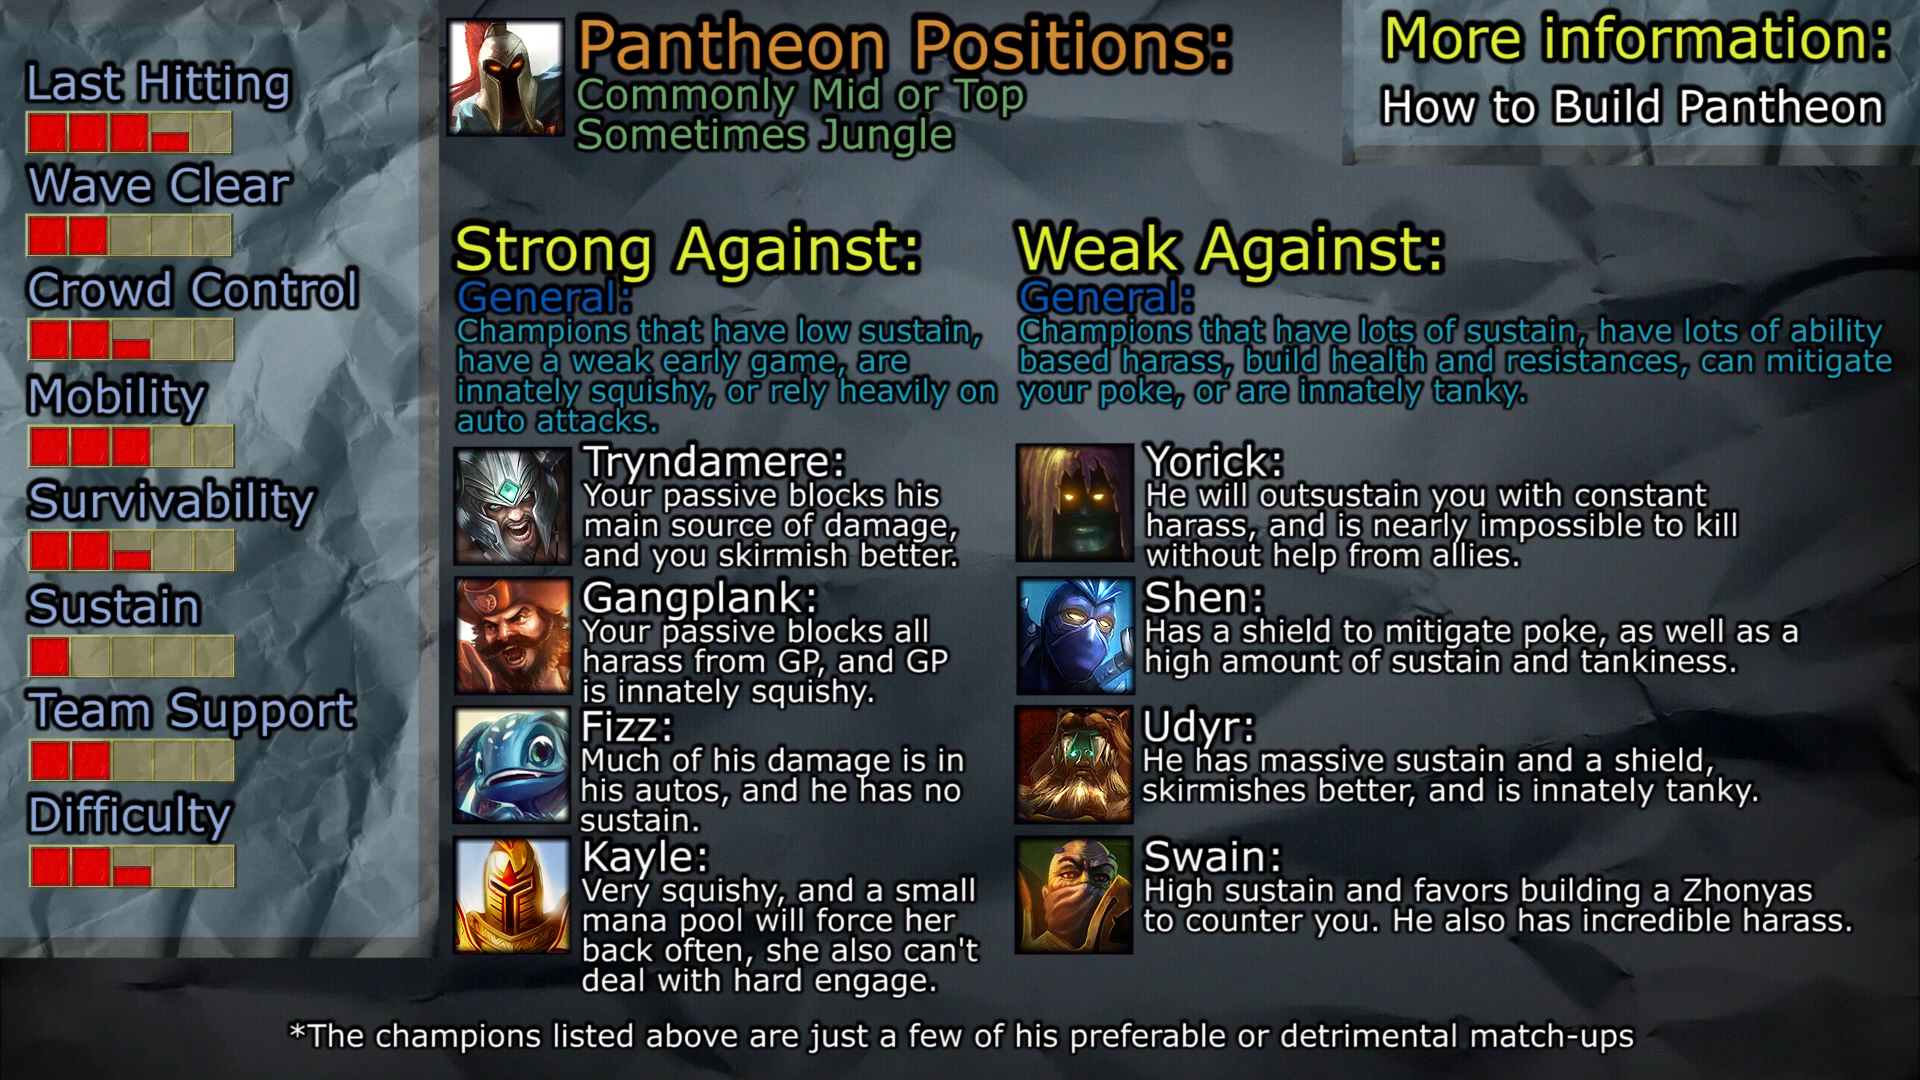 Last Hitting
Wave Clear
Crowd Control
Mobility
Survivability
Sustain
Team Support
Difficulty
Pantheon Positions:
Commonly Mid or Top
Sometimes Jungle
More information:
How to Build Pantheon
Strong Against:
General:
Champions that have low sustain,
have a weak early game, are
innately squishy, or rely heavily on
auto attacks.
Tryndamere:
Your passive blocks his
main source of damage,
and you skirmish better.
Gangplank:
Your passive blocks all
harass from GP, and GP
is innately squishy.
Fizz:
Much of his damage is in
his autos, and he has no
sustain.
Kayle:
Very squishy, and a small
mana pool will force her
back often, she also can't
deal with hard engage.
Weak Against:
General:
Champions that have lots of sustain, have lots of ability
based harass, build health and resistances, can mitigate
your poke, or are innately tanky.
Yorick:
He will outsustain you with constant
harass, and is nearly impossible to kill
without help from allies.
Shen:
Has a shield to mitigate poke, as well as a
high amount of sustain and tankiness.
Udyr:
He has massive sustain and a shield,
skirmishes better, and is innately tanky.
Swain:
High sustain and favors building a Zhonyas
to counter you. He also has incredible harass.
*The champions listed above are just a few of his preferable or detrimental match-ups